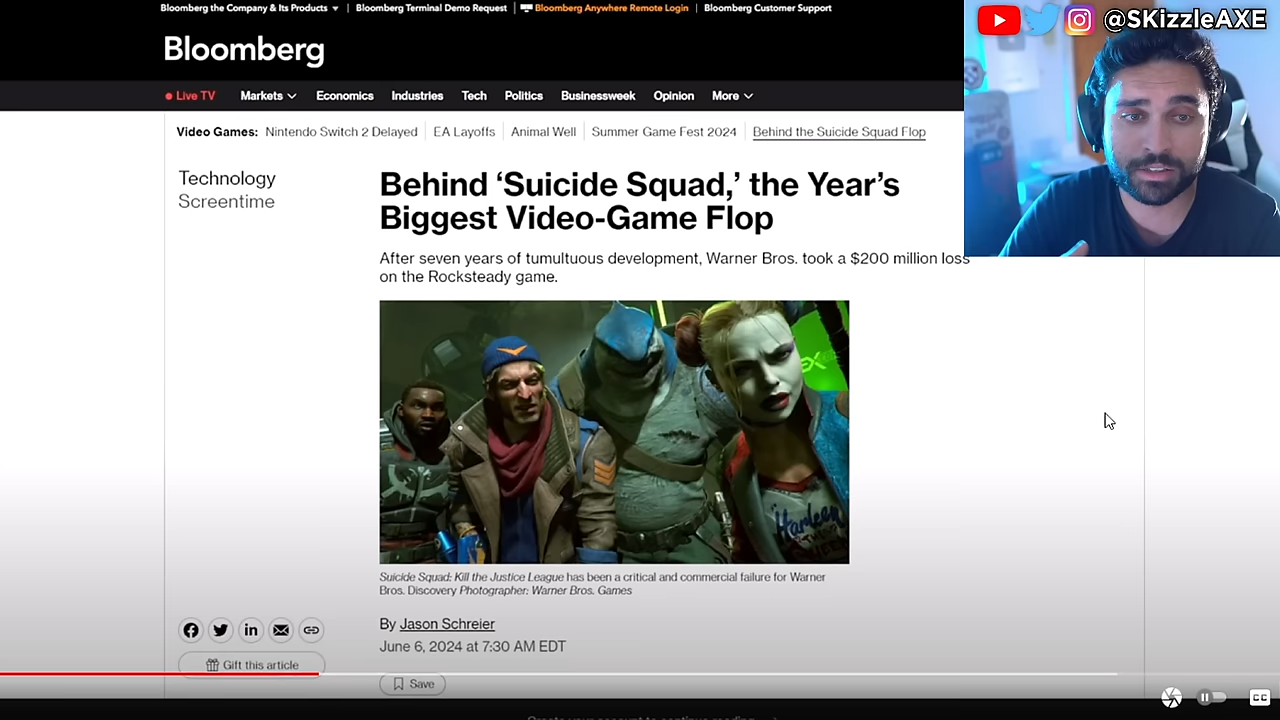 Bloomberg the Company & Its Products
Bloomberg Terminal Demo Request
Bloomberg Anywhere Remote Login
Bloomberg Customer Support
@SKizzleAXE
Bloomberg
Live TV
Markets
Economics
Industries
Tech
Politics
Businessweek
Opinion
More
Video Games: Nintendo Switch 2 Delayed
EA Layoffs
Animal Well
Summer Game Fest 2024
Behind the Suicide Squad Flop
Technology
Screentime
Behind ‘Suicide Squad,’ the Year’s
Biggest Video-Game Flop
After seven years of tumultuous development, Warner Bros. took a $200 million loss
on the Rocksteady game.
Suicide Squad: Kill the Justice League has been a critical and commercial failure for Warner
Bros. Discovery Photographer: Warner Bros. Games
By Jason Schreier
June 6, 2024 at 7:30 AM EDT
Gift this article
Save
CC